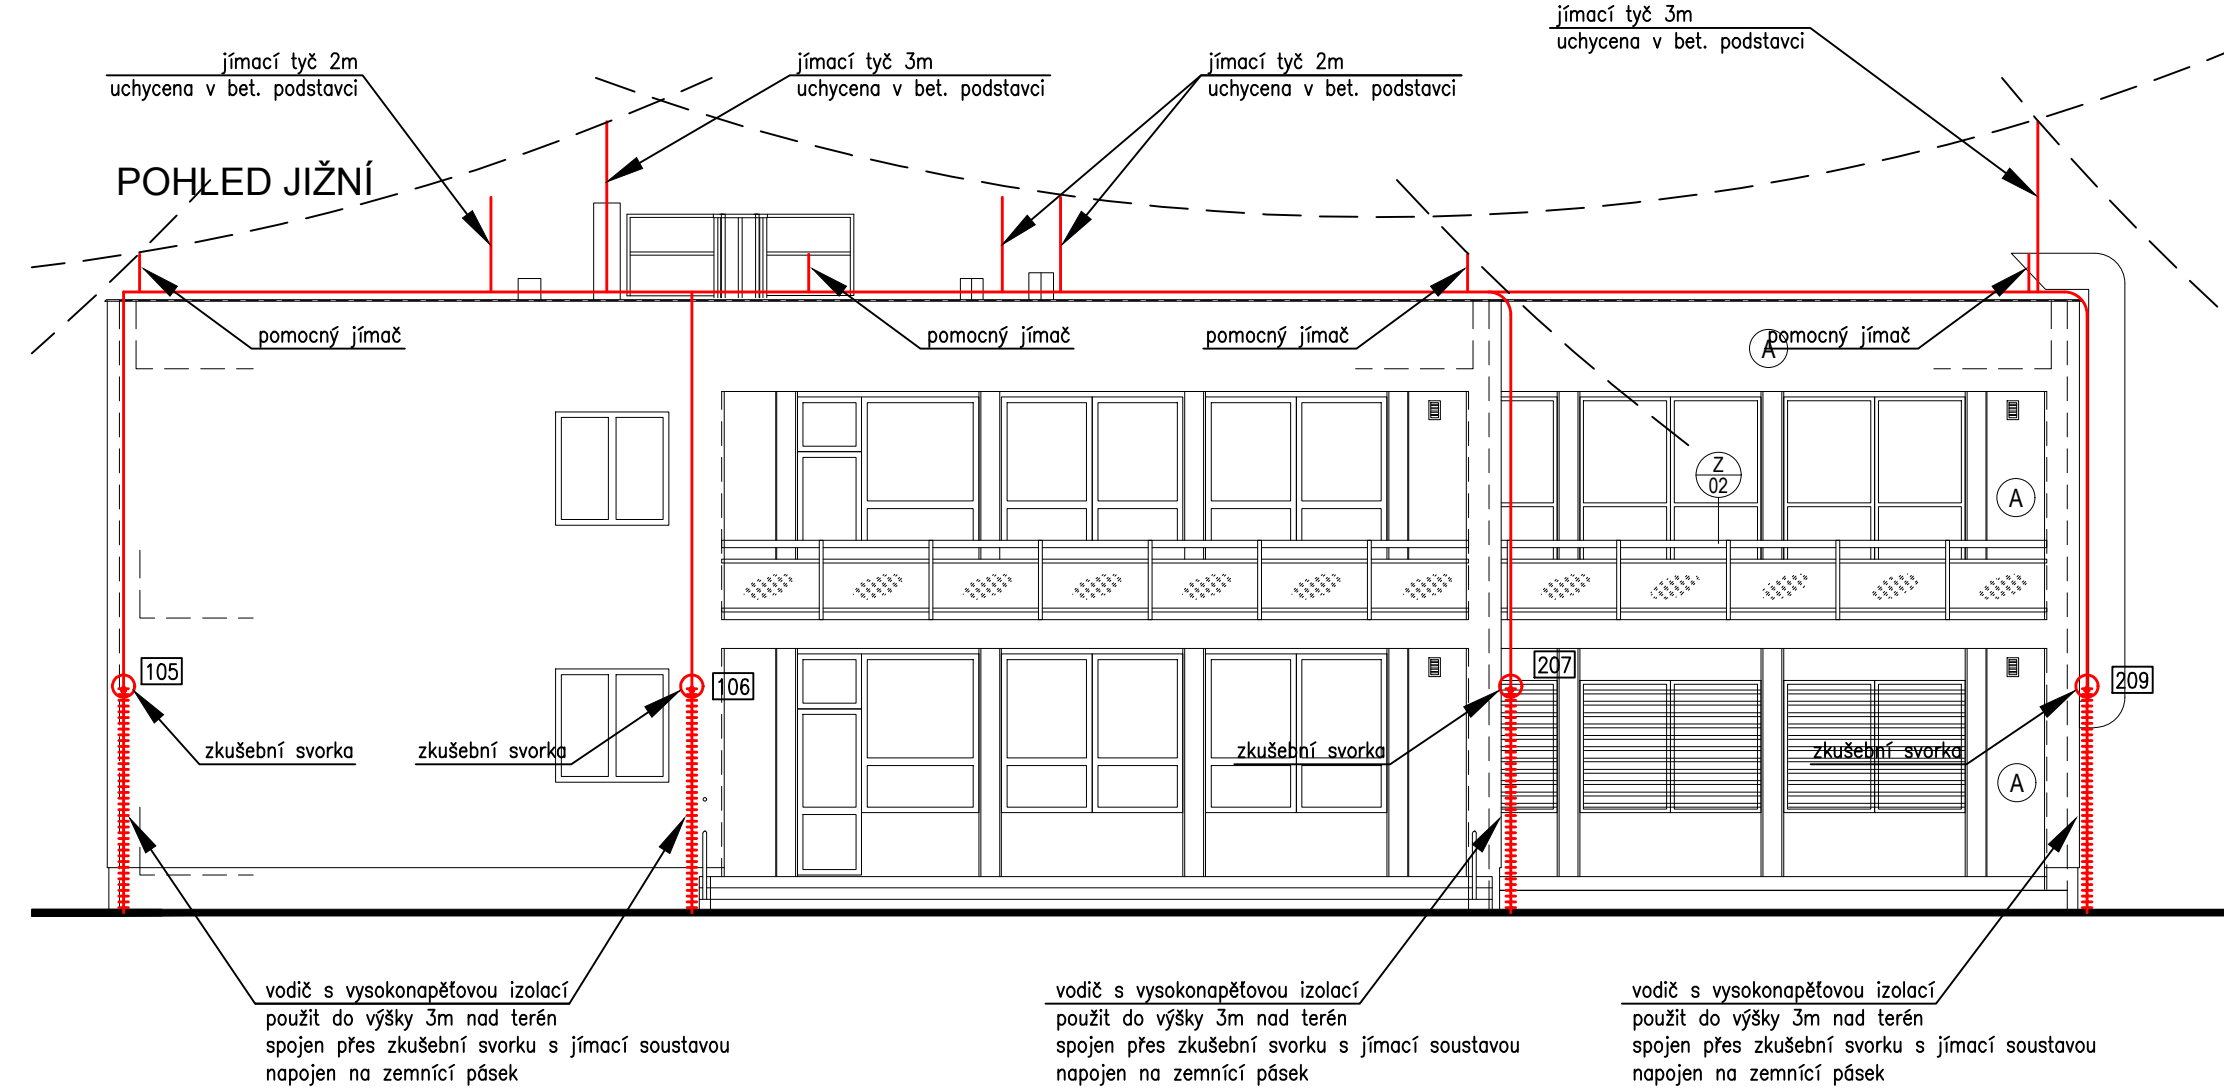 jímací tyč 3m
uchycena v bet. podstavci
jímací tyč 2m
uchycena v bet. podstavci
jímací tyč 3m
uchycena v bet. podstavci
jímací tyč 2m
uchycena v bet. podstavci
POHLED JIŽNÍ
pomocný jímač
pomocný jímač
pomocný jímač
pomocný jímač
A
Z
02
A
105
106
207
209
zkušební svorka
zkušební svorka
zkušební svorka
zkušební svorka
A
vodič s vysokonapěťovou izolací
použit do výšky 3m nad terén
spojen přes zkušební svorku s jímací soustavou
napojen na zemnící pásek
vodič s vysokonapěťovou izolací
použit do výšky 3m nad terén
spojen přes zkušební svorku s jímací soustavou
napojen na zemnící pásek
vodič s vysokonapěťovou izolací
použit do výšky 3m nad terén
spojen přes zkušební svorku s jímací soustavou
napojen na zemnící pásek